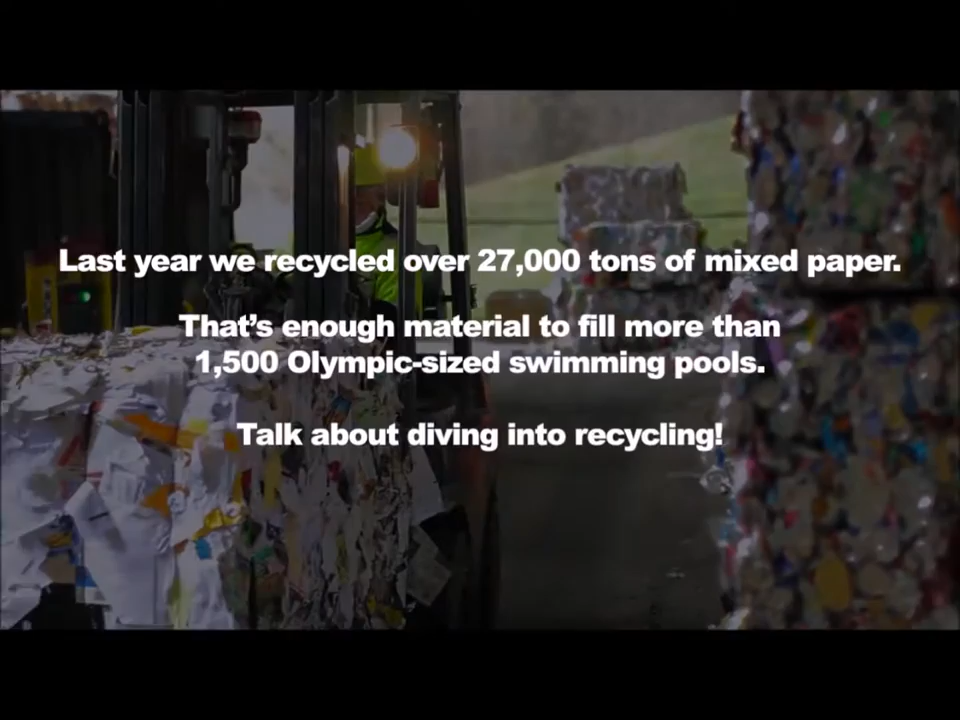 Last year we recycled over 27,000 tons of mixed paper.
That’s enough material to fill more than
1,500 Olympic-sized swimming pools.
Talk about diving into recycling!